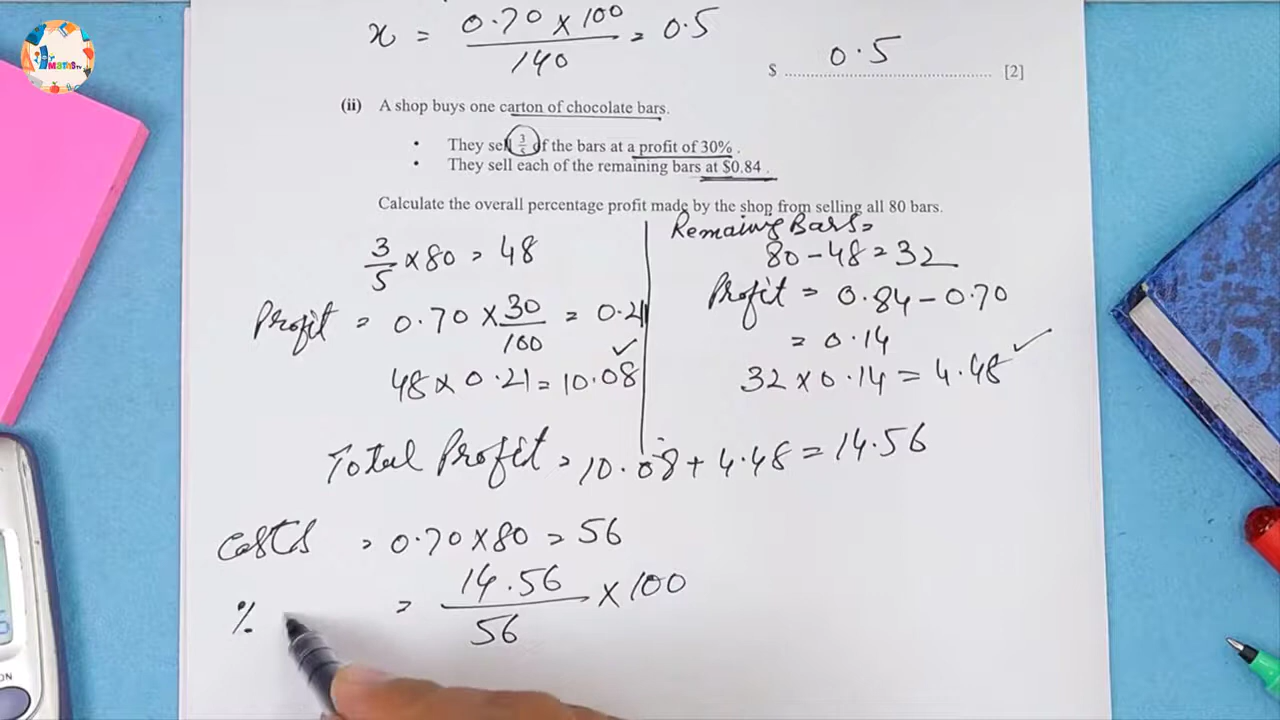 MATHS TV
x = 0.70 × 100 / 140 = 0.5
$ 0.5 [2]
(ii) A shop buys one carton of chocolate bars.
• They sell 3/5 of the bars at a profit of 30% .
• They sell each of the remaining bars at $0.84 .
Calculate the overall percentage profit made by the shop from selling all 80 bars.
3/5 × 80 = 48
Profit = 0.70 × 30/100 = 0.21 ✓
48 × 0.21 = 10.08
Remaing Bars =
80 - 48 = 32
Profit = 0.84 - 0.70
= 0.14
32 × 0.14 = 4.48 ✓
Total Profit = 10.08 + 4.48 = 14.56
Costs = 0.70 × 80 = 56
% = 14.56 / 56 × 100
ON